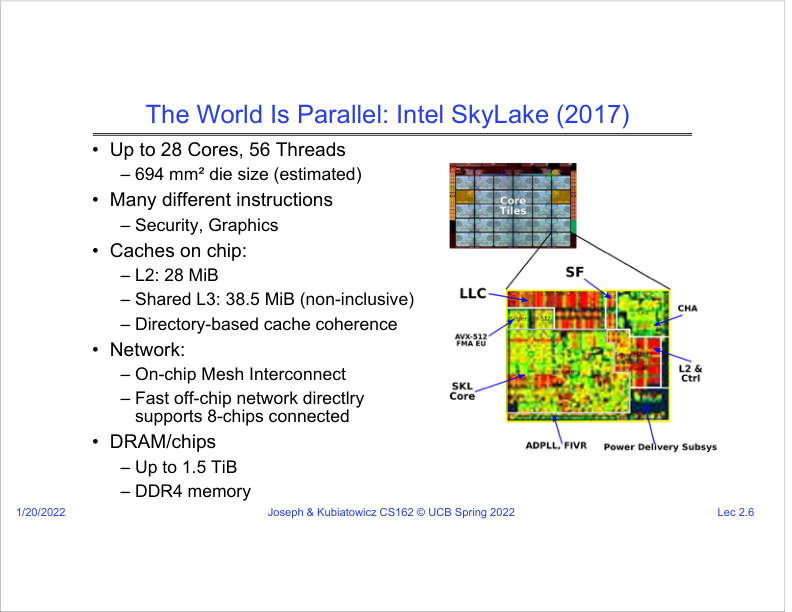 The World Is Parallel: Intel SkyLake (2017)
• Up to 28 Cores, 56 Threads
– 694 mm² die size (estimated)
• Many different instructions
– Security, Graphics
• Caches on chip:
– L2: 28 MiB
– Shared L3: 38.5 MiB (non-inclusive)
– Directory-based cache coherence
• Network:
– On-chip Mesh Interconnect
– Fast off-chip network directlry
supports 8-chips connected
• DRAM/chips
– Up to 1.5 TiB
– DDR4 memory
Core
Tiles
SF
LLC
CHA
AVX-512
FMA EU
L2 &
Ctrl
SKL
Core
ADPLL, FIVR
Power Delivery Subsys
1/20/2022
Joseph & Kubiatowicz CS162 © UCB Spring 2022
Lec 2.6